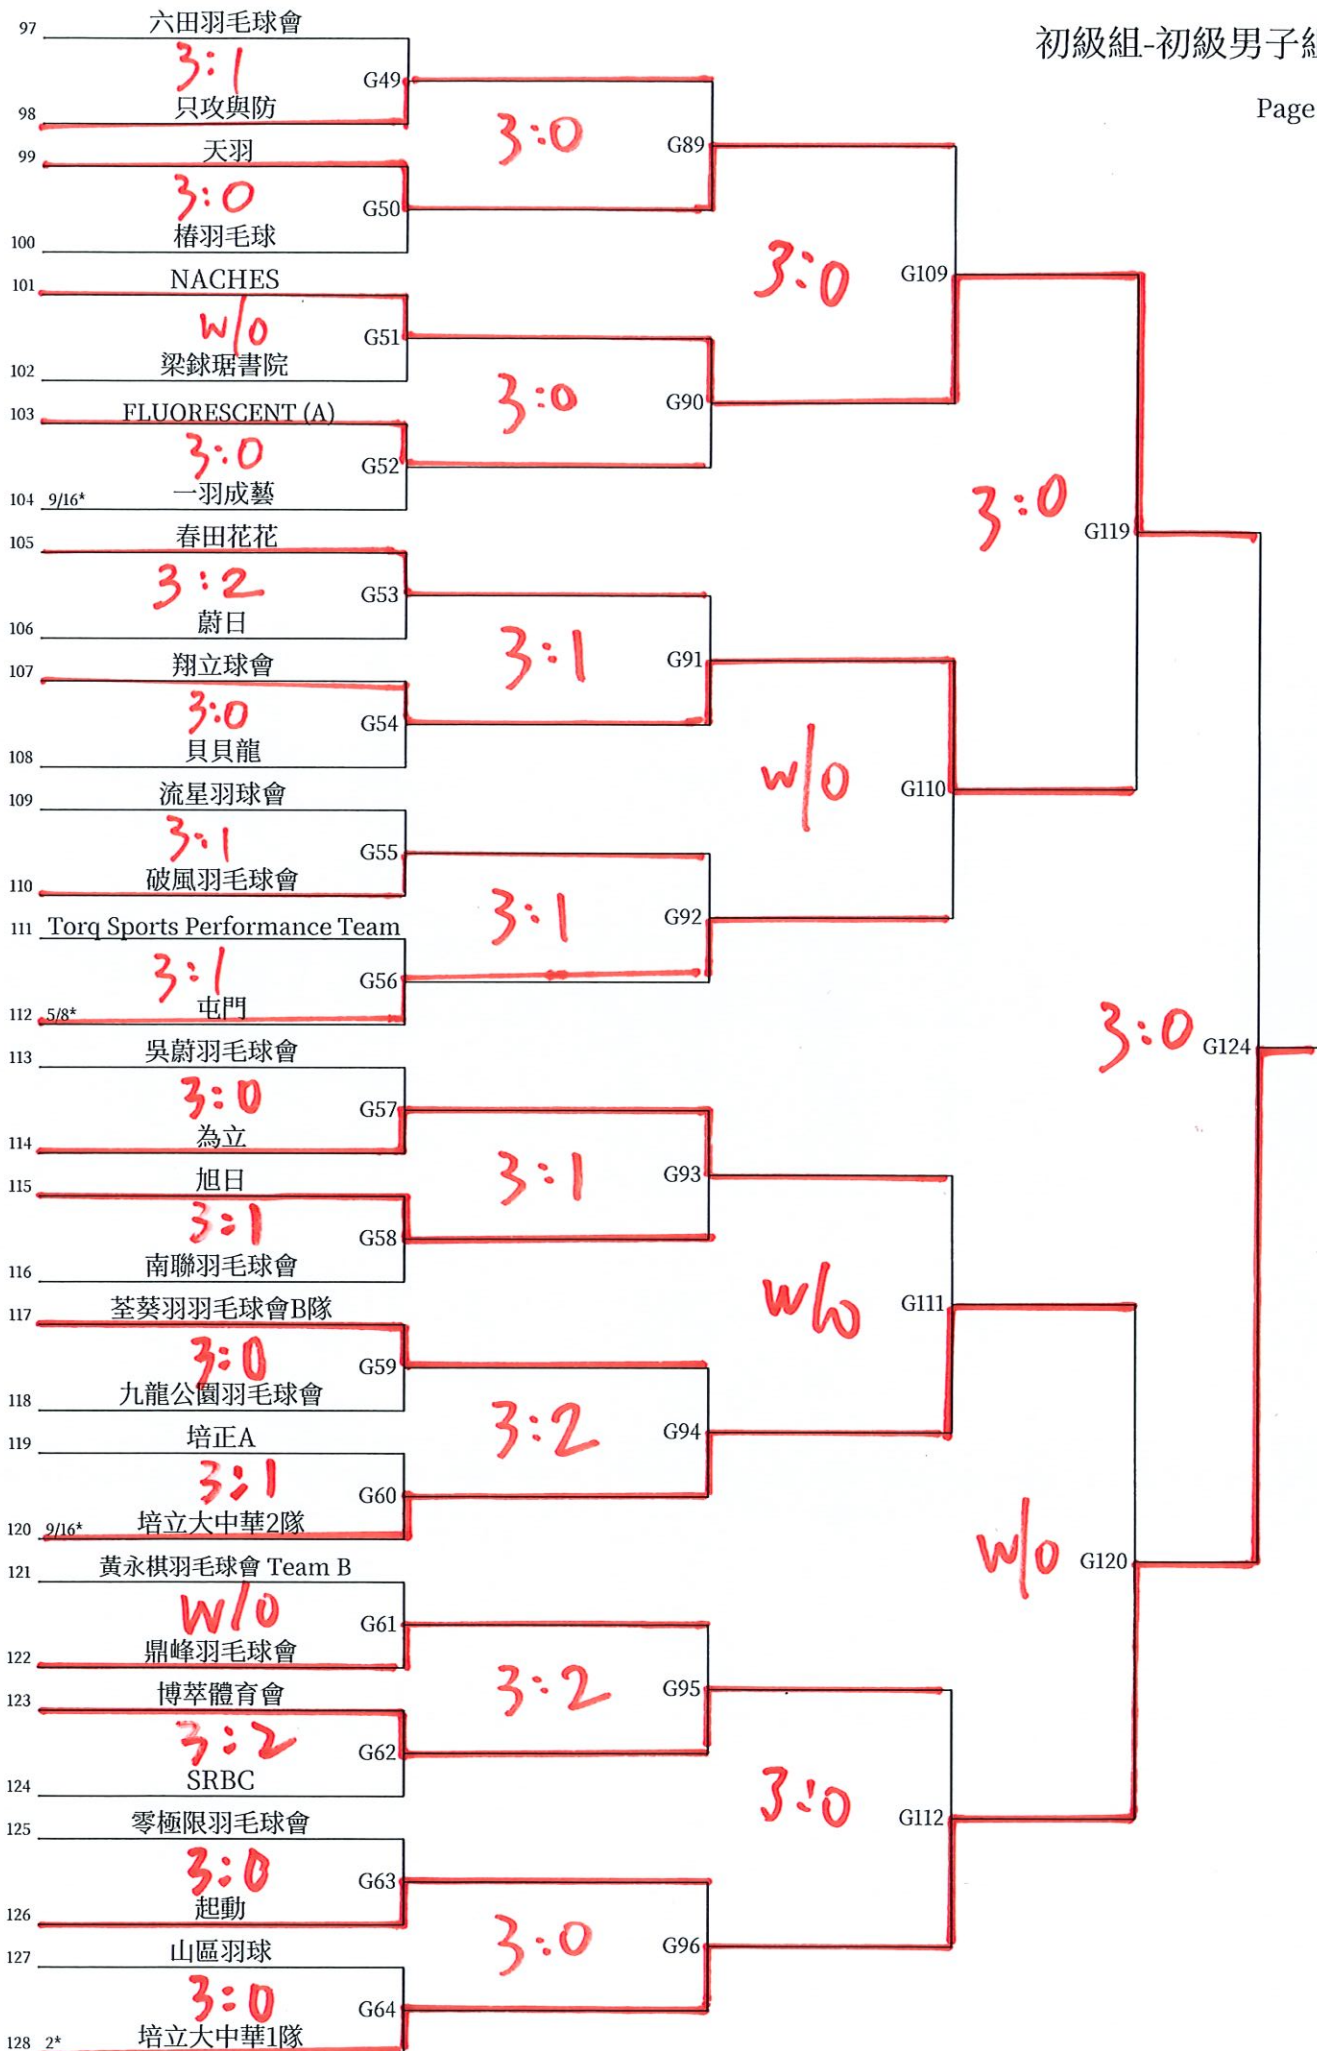 初級組-初級男子組
Page
97 六田羽毛球會
3:1
G49
98 只攻與防
3:0
G89
99 天羽
3:0
G50
100 椿羽毛球
3:0
G109
101 NACHES
w/o
G51
102 梁銶琚書院
3:0
G90
103 FLUORESCENT (A)
3:0
G52
104 9/16* 一羽成藝
3:0
G119
105 春田花花
3:2
G53
106 蔚日
3:1
G91
107 翔立球會
3:0
G54
108 貝貝龍
w/o
G110
109 流星羽球會
3:1
G55
110 破風羽毛球會
3:1
G92
111 Torq Sports Performance Team
3:1
G56
112 5/8* 屯門
3:0
G124
113 吳蔚羽毛球會
3:0
G57
114 為立
3:1
G93
115 旭日
3:1
G58
116 南聯羽毛球會
w/o
G111
117 荃葵羽羽毛球會B隊
3:0
G59
118 九龍公園羽毛球會
3:2
G94
119 培正A
3:1
G60
120 9/16* 培立大中華2隊
w/o
G120
121 黃永棋羽毛球會 Team B
W/O
G61
122 鼎峰羽毛球會
3:2
G95
123 博萃體育會
3:2
G62
124 SRBC
3:0
G112
125 零極限羽毛球會
3:0
G63
126 起動
3:0
G96
127 山區羽球
3:0
G64
128 2* 培立大中華1隊